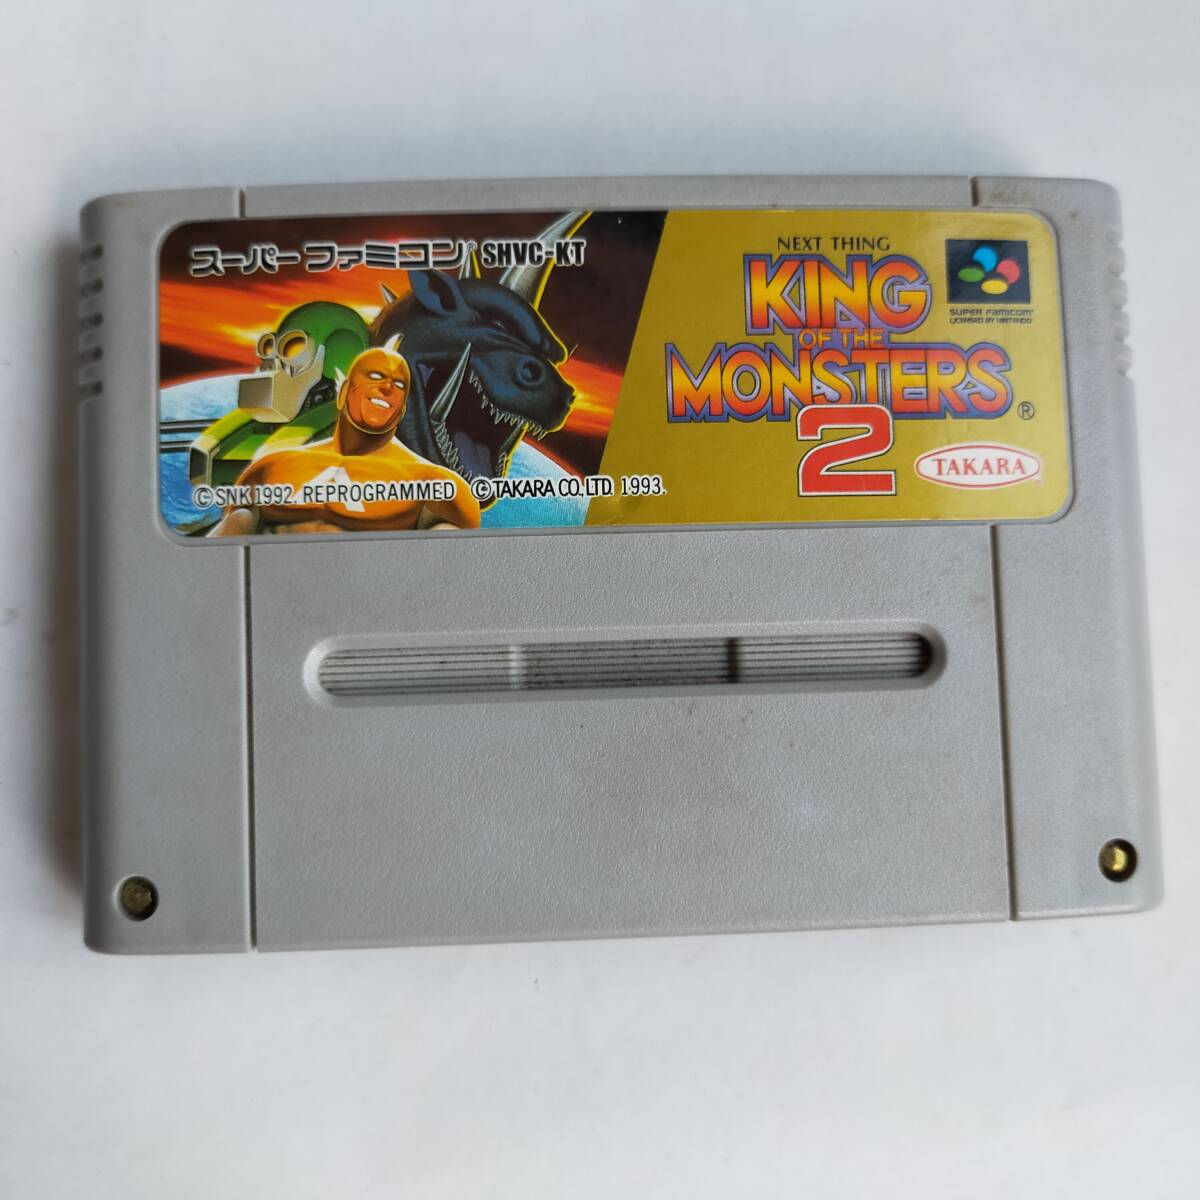 スーパーファミコン® SHVC-KT
NEXT THING
KING
OF THE
MONSTERS®
2
SUPER FAMICOM
LICENSED BY NINTENDO
TAKARA®
©SNK 1992. REPROGRAMMED ©TAKARA CO.,LTD. 1993.